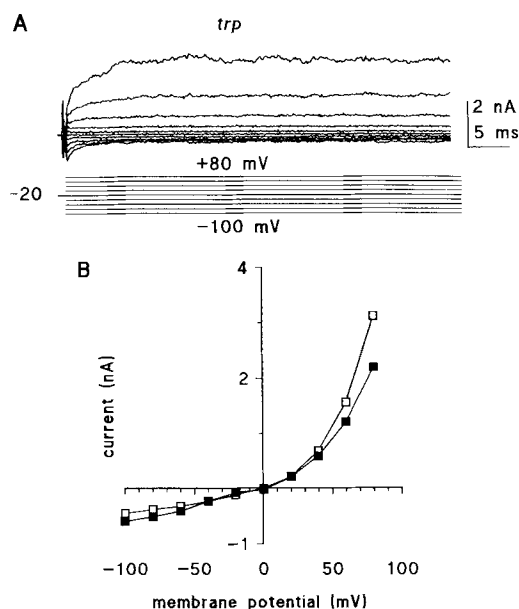 A
trp
2 nA
5 ms
+80 mV
-20
-100 mV
B
4
2
-1
current (nA)
-100 -50 0 50 100
membrane potential (mV)